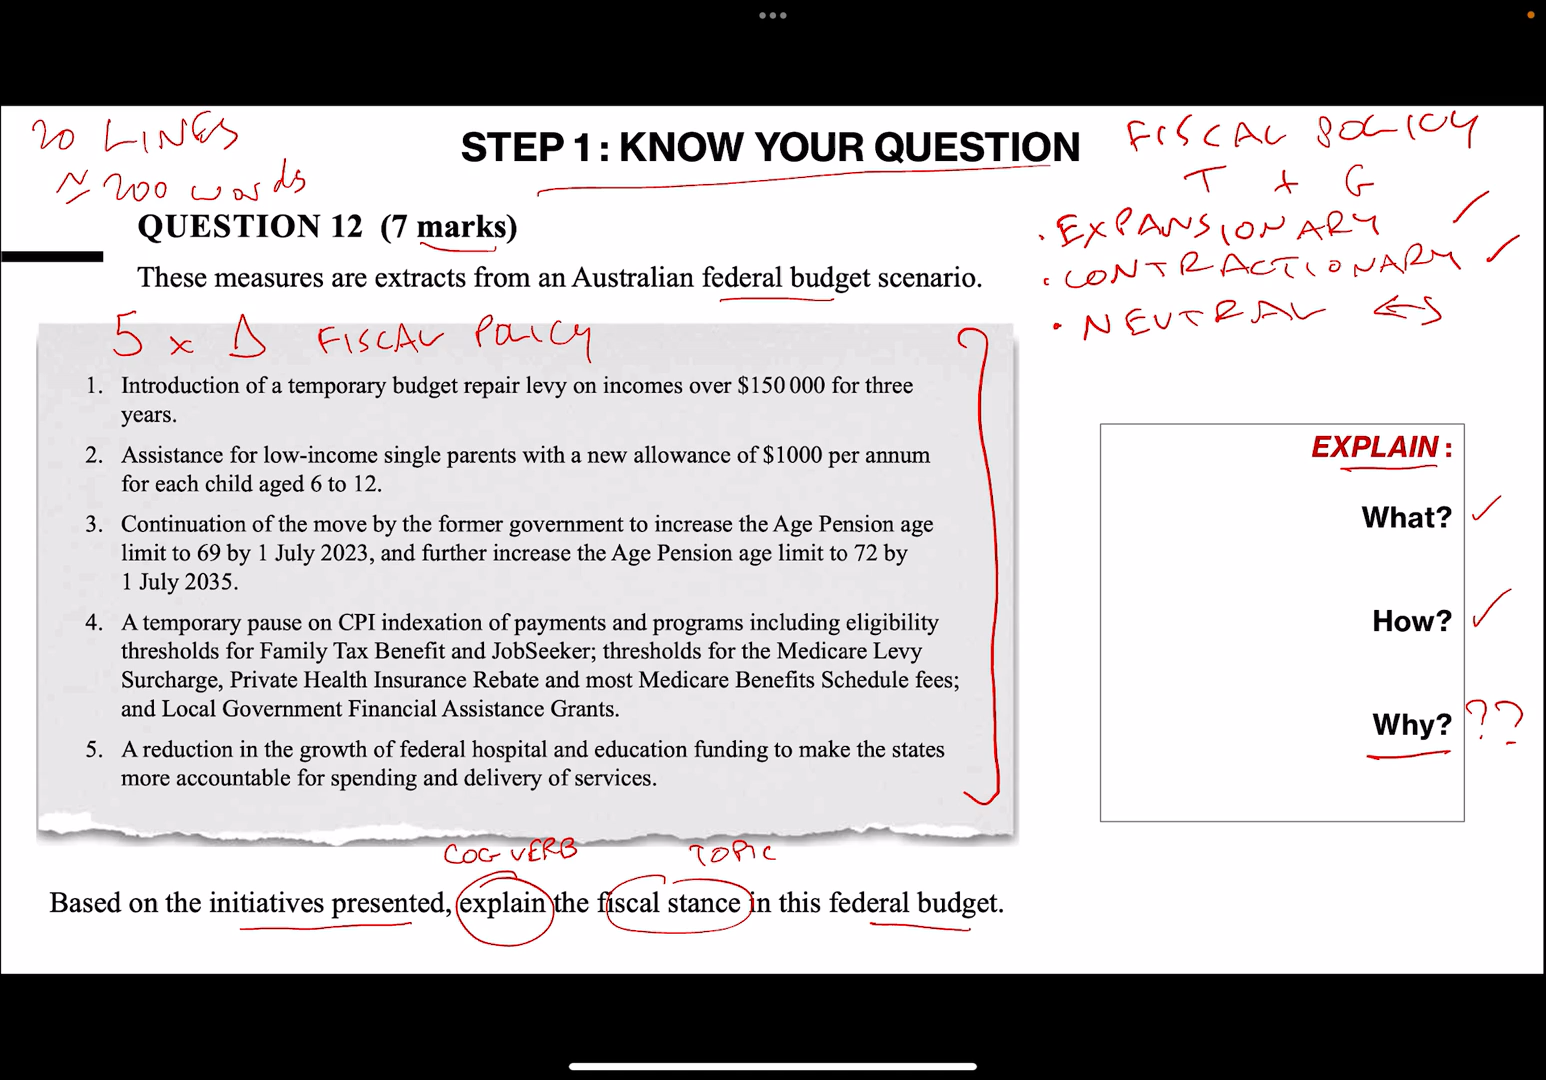 20 LINES
≈ 200 words
STEP 1: KNOW YOUR QUESTION
FISCAL POLICY
T + G
• EXPANSIONARY ✓
• CONTRACTIONARY ✓
• NEUTRAL ↔
QUESTION 12 (7 marks)
These measures are extracts from an Australian federal budget scenario.
5 x Δ FISCAL POLICY
1. Introduction of a temporary budget repair levy on incomes over $150 000 for three
years.
2. Assistance for low-income single parents with a new allowance of $1000 per annum
for each child aged 6 to 12.
3. Continuation of the move by the former government to increase the Age Pension age
limit to 69 by 1 July 2023, and further increase the Age Pension age limit to 72 by
1 July 2035.
4. A temporary pause on CPI indexation of payments and programs including eligibility
thresholds for Family Tax Benefit and JobSeeker; thresholds for the Medicare Levy
Surcharge, Private Health Insurance Rebate and most Medicare Benefits Schedule fees;
and Local Government Financial Assistance Grants.
5. A reduction in the growth of federal hospital and education funding to make the states
more accountable for spending and delivery of services.
EXPLAIN:
What? ✓
How? ✓
Why? ??
COG VERB TOPIC
Based on the initiatives presented, explain the fiscal stance in this federal budget.